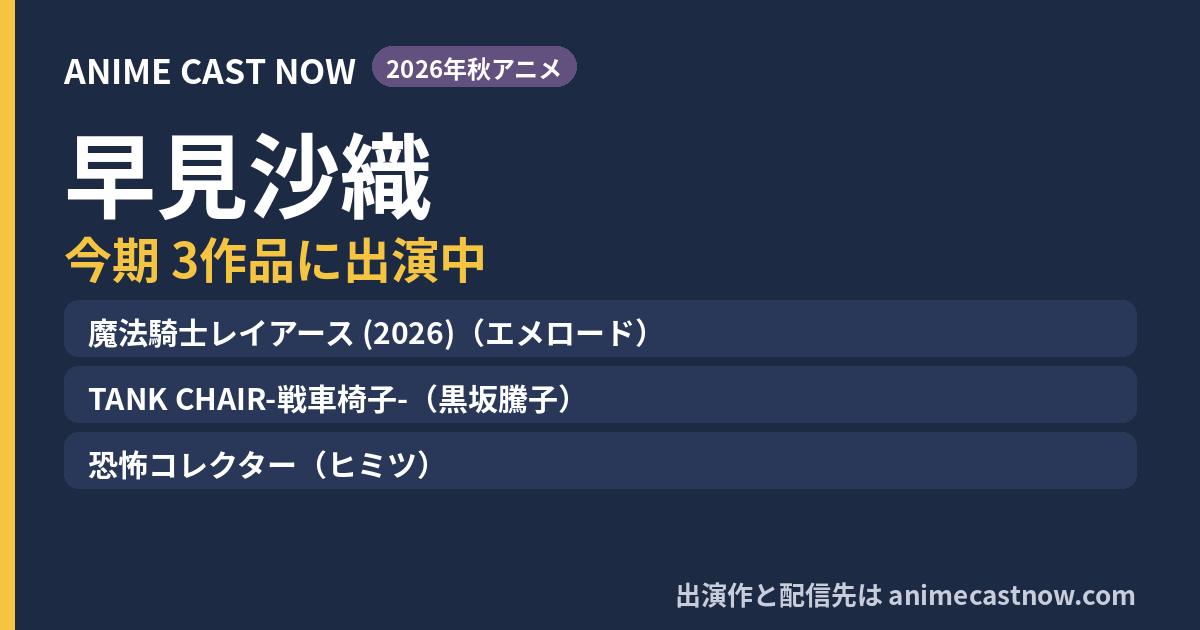 ANIME CAST NOW 2026年秋アニメ
早見沙織
今期 3作品に出演中
魔法騎士レイアース (2026)（エメロード）
TANK CHAIR-戦車椅子-（黒坂騰子）
恐怖コレクター（ヒミツ）
出演作と配信先は animecastnow.com